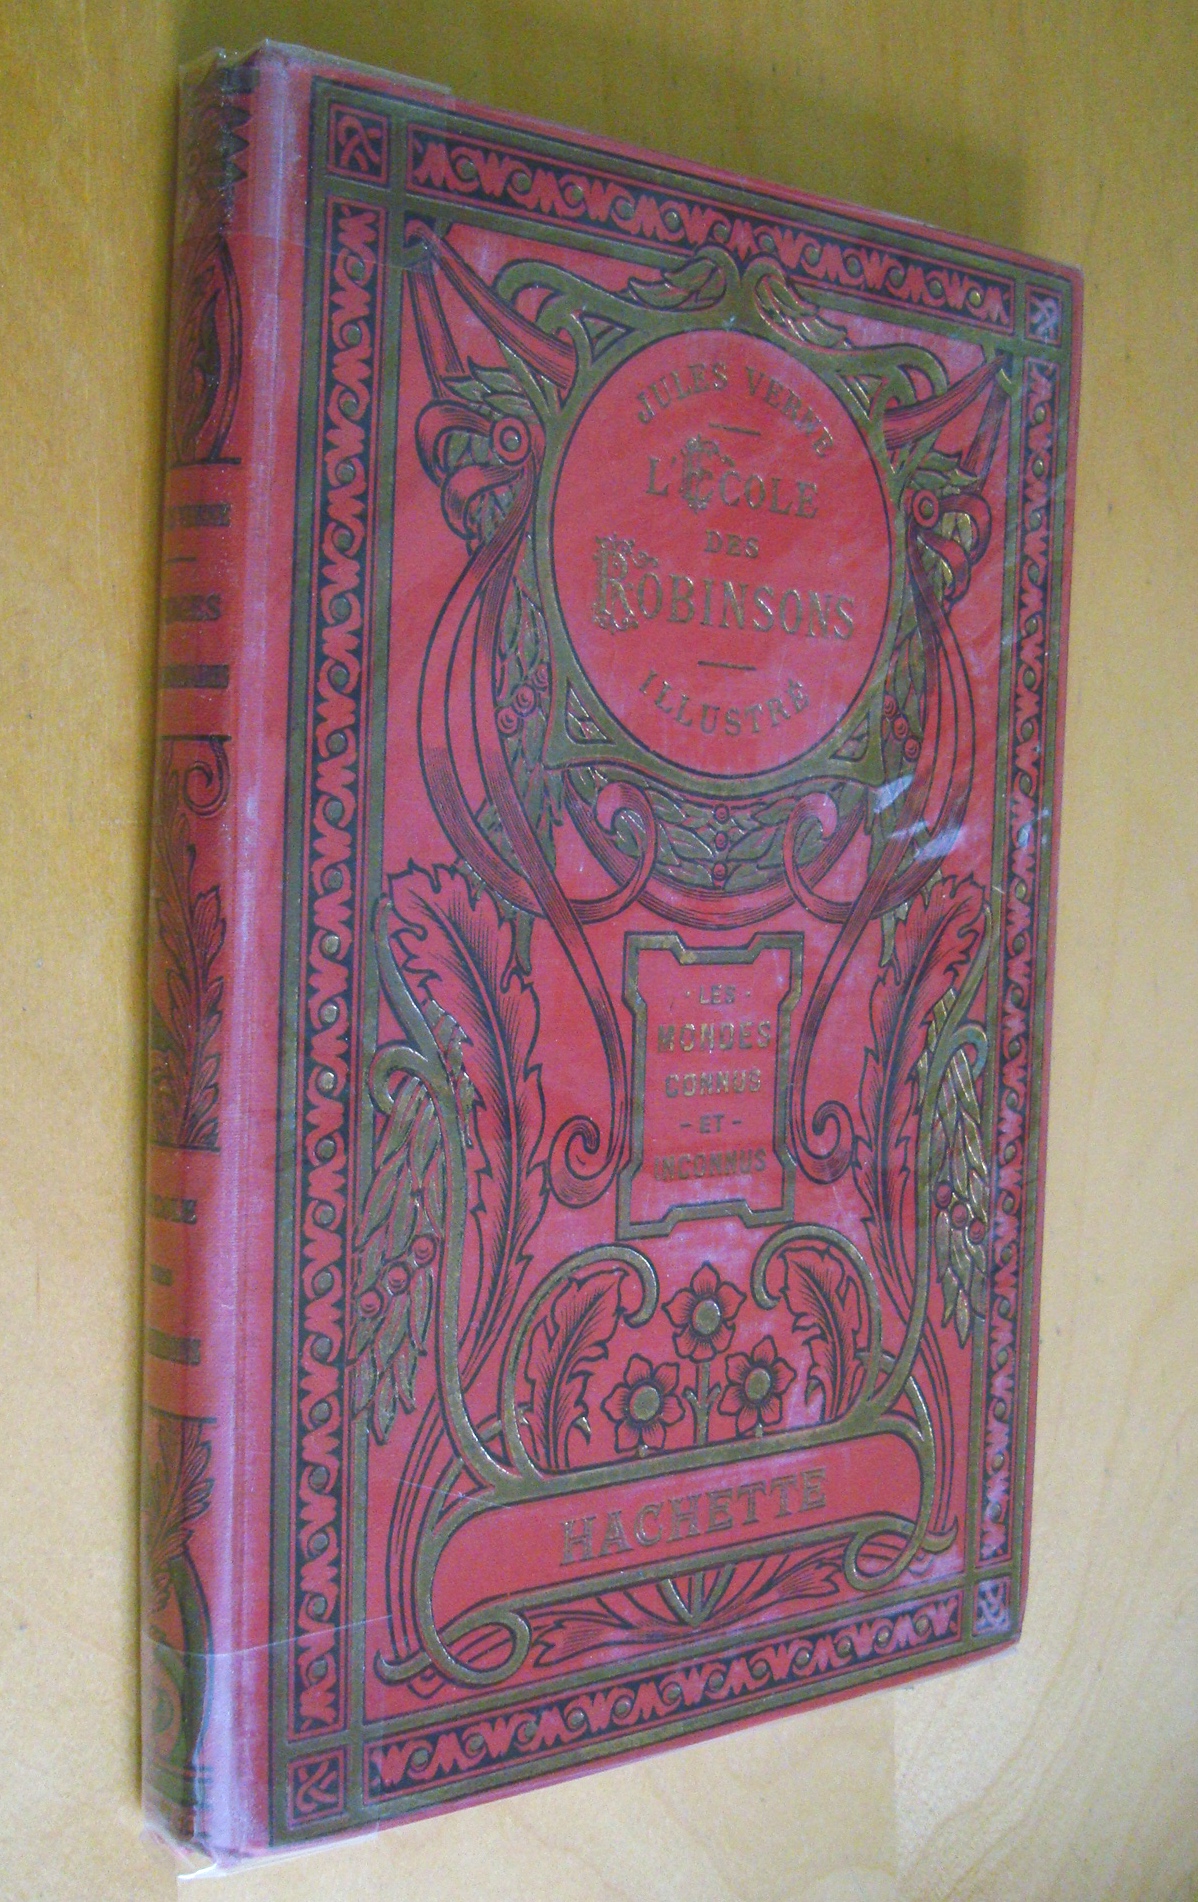 JULES VERNE
L'ÉCOLE
DES
ROBINSONS
ILLUSTRÉ
· LES ·
MONDES
CONNUS
- ET -
INCONNUS
HACHETTE